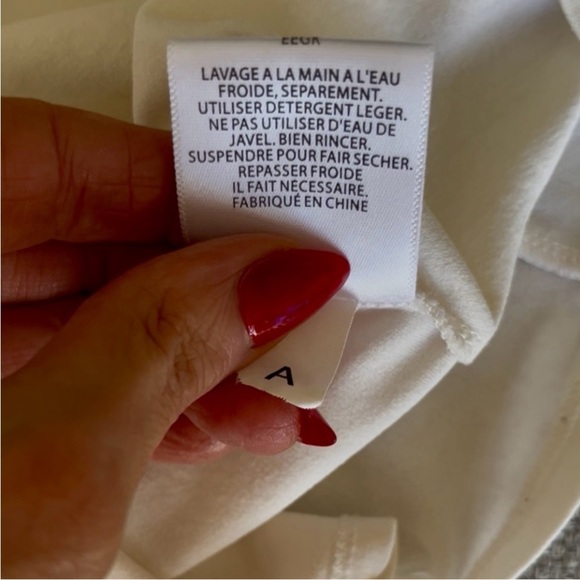 LAVAGE A LA MAIN A L'EAU
FROIDE, SEPAREMENT.
UTILISER DETERGENT LEGER.
NE PAS UTILISER D'EAU DE
JAVEL. BIEN RINCER.
SUSPENDRE POUR FAIR SECHER.
REPASSER FROIDE
IL FAIT NECESSAIRE.
FABRIQUÉ EN CHINE
A